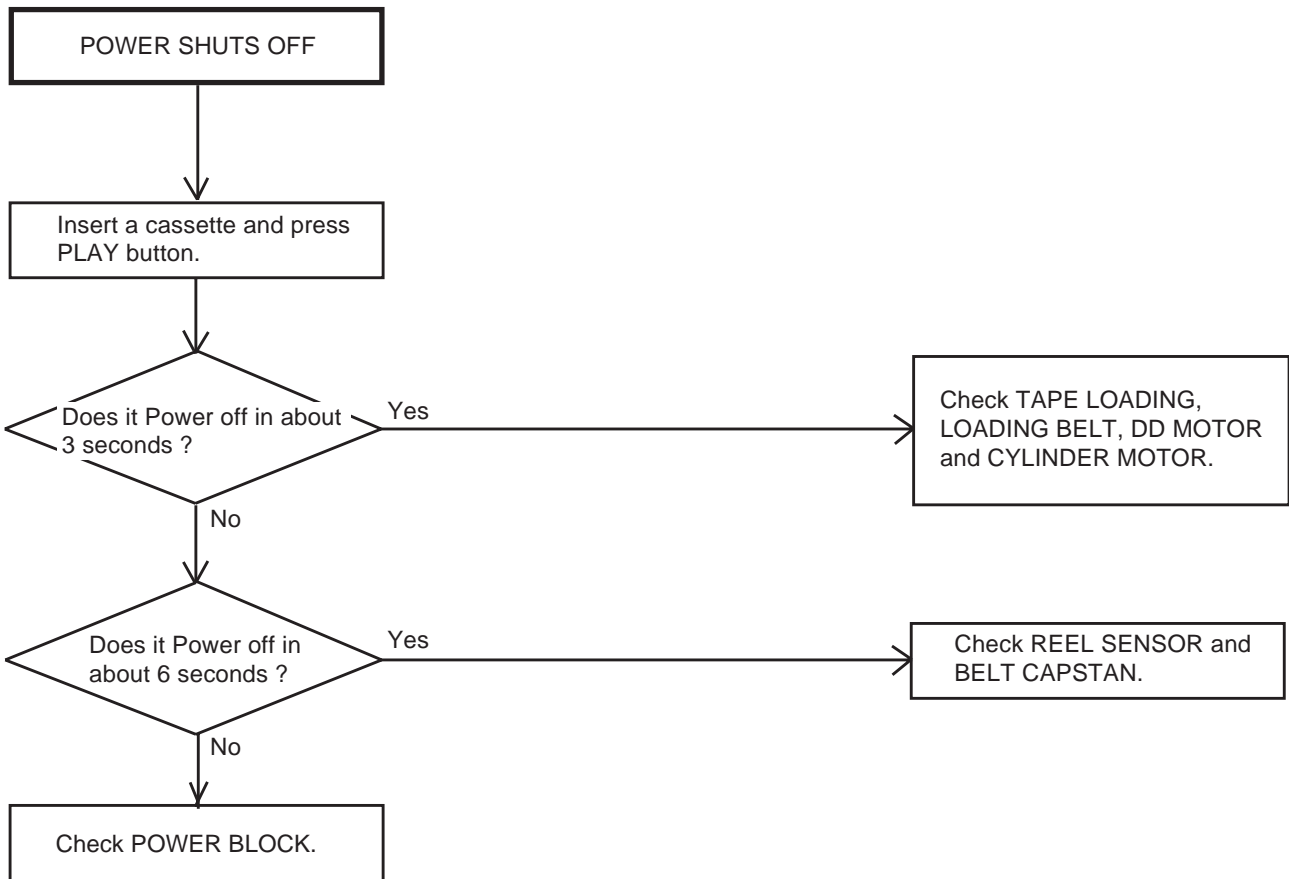 POWER SHUTS OFF
Insert a cassette and press
PLAY button.
Does it Power off in about
3 seconds ?
Yes
Check TAPE LOADING,
LOADING BELT, DD MOTOR
and CYLINDER MOTOR.
No
Does it Power off in
about 6 seconds ?
Yes
Check REEL SENSOR and
BELT CAPSTAN.
No
Check POWER BLOCK.